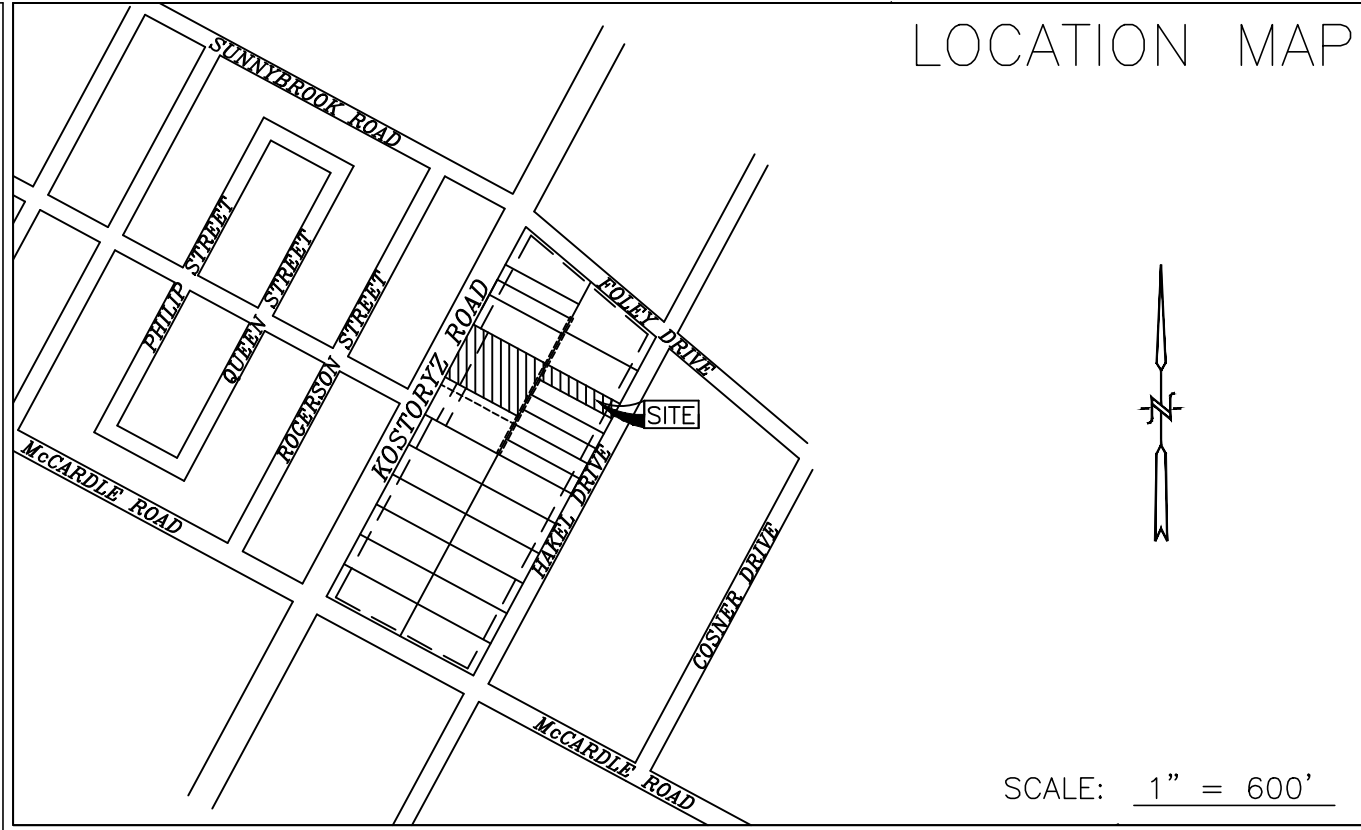 LOCATION MAP
SUNNYBROOK ROAD
PHILIP STREET
QUEEN STREET
ROGERSON STREET
KOSTORYZ ROAD
FOLEY DRIVE
SITE
N
HAKEL DRIVE
McCARDLE ROAD
COSNER DRIVE
McCARDLE ROAD
SCALE: 1" = 600'